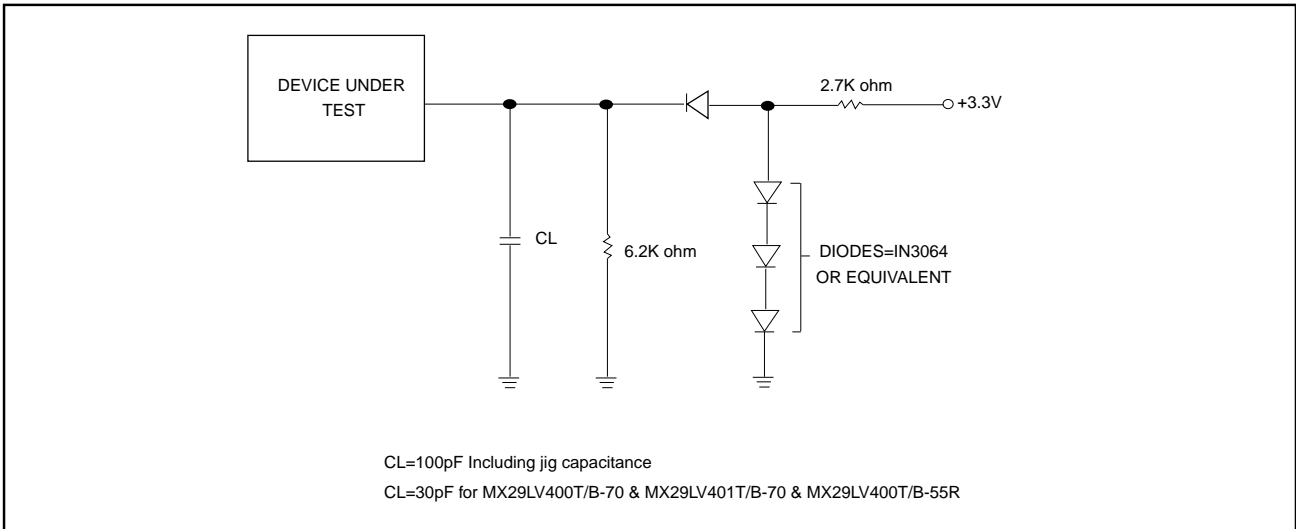 DEVICE UNDER
TEST
2.7K ohm
+3.3V
CL
6.2K ohm
DIODES=IN3064
OR EQUIVALENT
CL=100pF Including jig capacitance
CL=30pF for MX29LV400T/B-70 & MX29LV401T/B-70 & MX29LV400T/B-55R